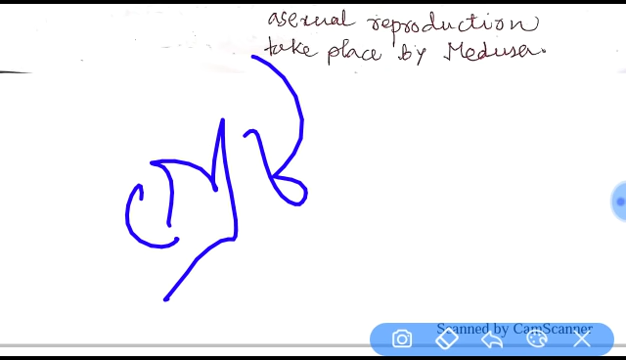 asexual reproduction
take place by Medusa.
Scanned by CamScanner